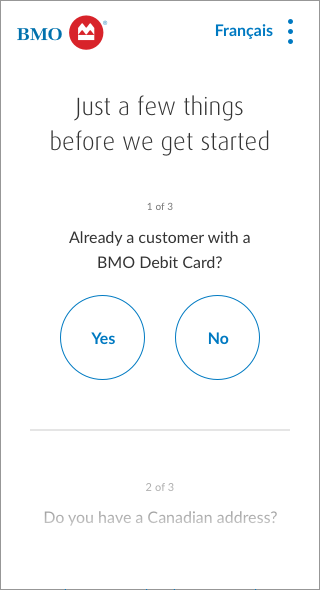 BMO
Français
Just a few things
before we get started
1 of 3
Already a customer with a
BMO Debit Card?
Yes
No
2 of 3
Do you have a Canadian address?